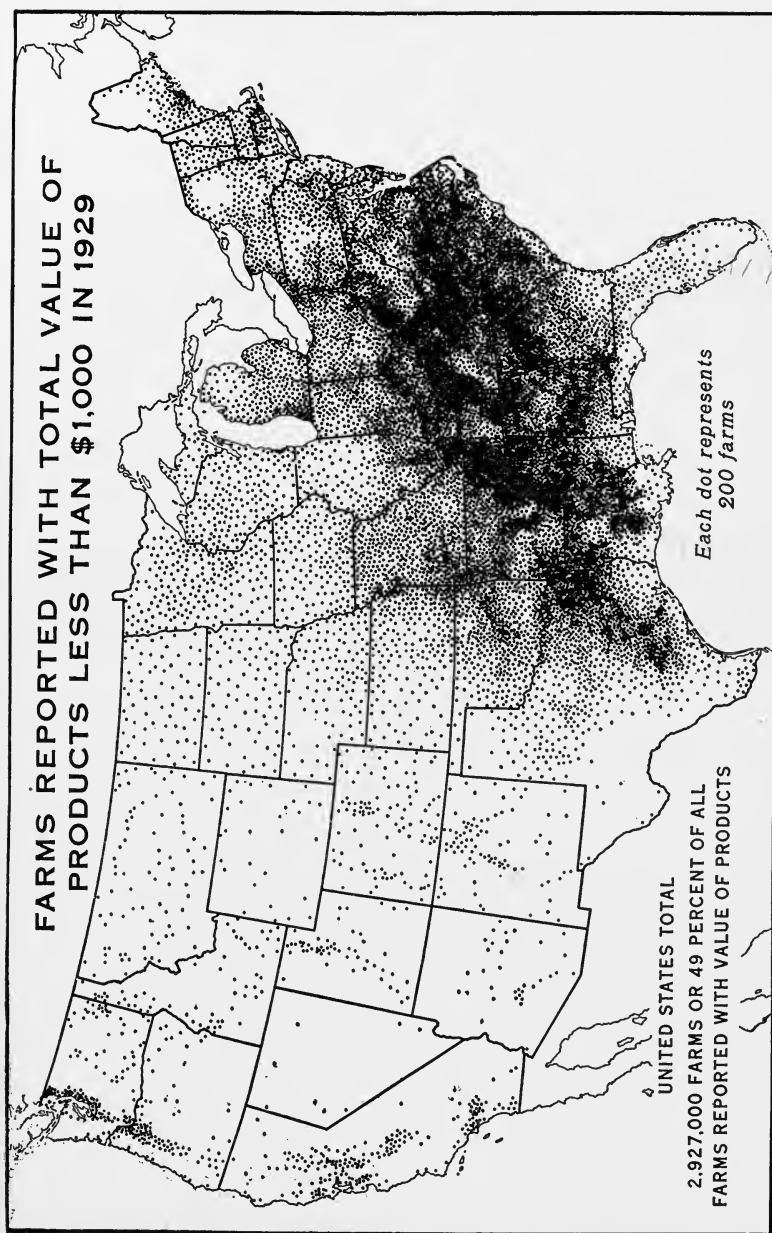 FARMS REPORTED WITH TOTAL VALUE OF
PRODUCTS LESS THAN $1,000 IN 1929
Each dot represents
200 farms
UNITED STATES TOTAL
2,927,000 FARMS OR 49 PERCENT OF ALL
FARMS REPORTED WITH VALUE OF PRODUCTS